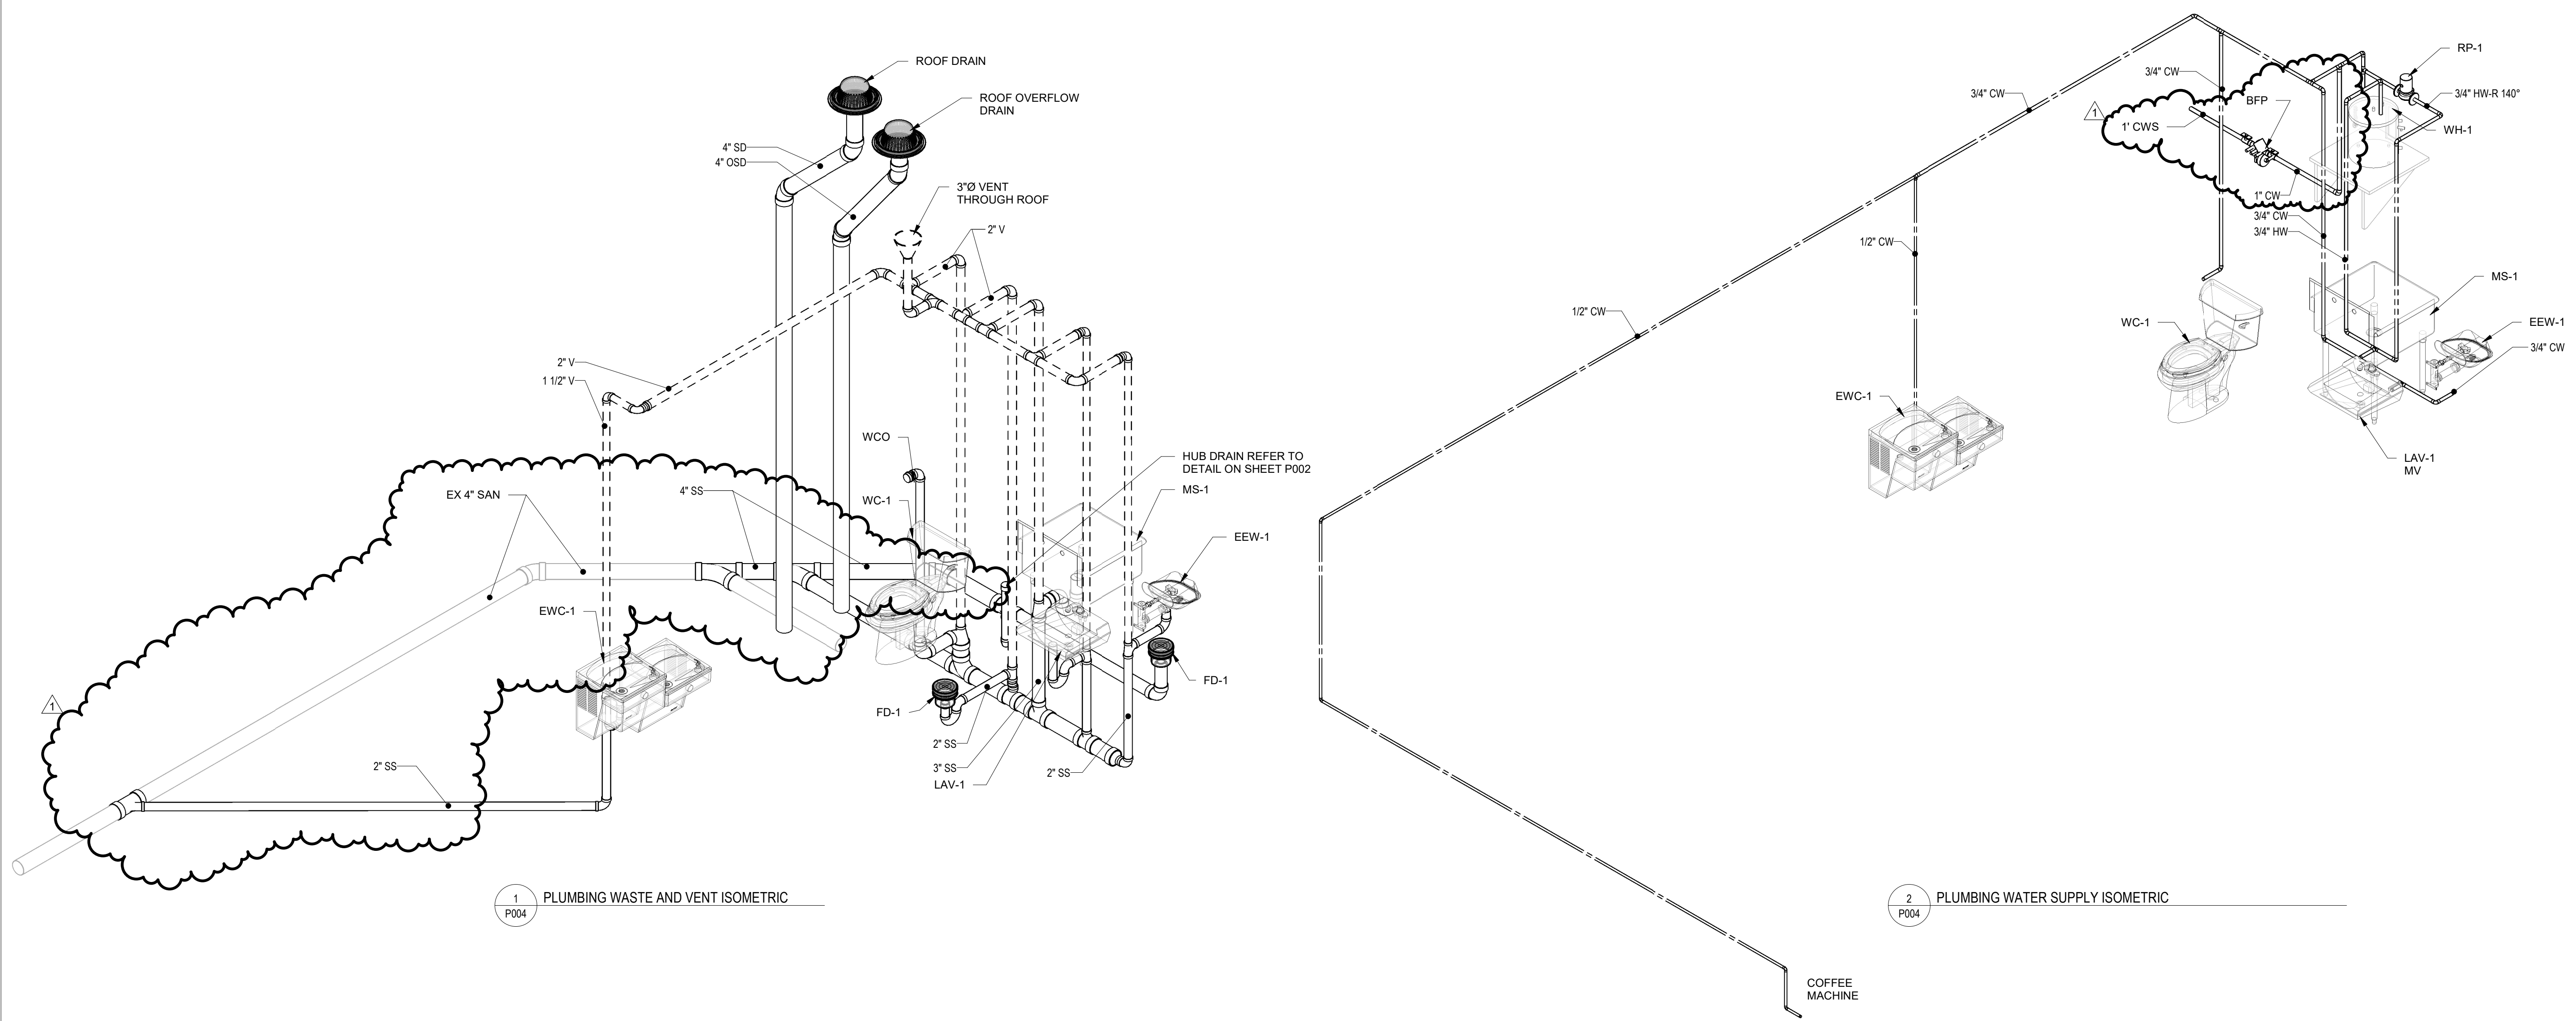 ROOF DRAIN
ROOF OVERFLOW
DRAIN
4" SD
4" OSD
3"Ø VENT
THROUGH ROOF
2" V
2" V
1 1/2" V
WCO
HUB DRAIN REFER TO
DETAIL ON SHEET P002
EX 4" SAN
4" SS
WC-1
MS-1
EEW-1
EWC-1
FD-1
1
FD-1
2" SS
3" SS
2" SS
LAV-1
2" SS
1
P004
PLUMBING WASTE AND VENT ISOMETRIC
RP-1
3/4" CW
3/4" CW
BFP
3/4" HW-R 140°
1
1' CWS
WH-1
1" CW
3/4" CW
3/4" HW
1/2" CW
MS-1
1/2" CW
WC-1
EEW-1
3/4" CW
EWC-1
LAV-1
MV
2
P004
PLUMBING WATER SUPPLY ISOMETRIC
COFFEE
MACHINE